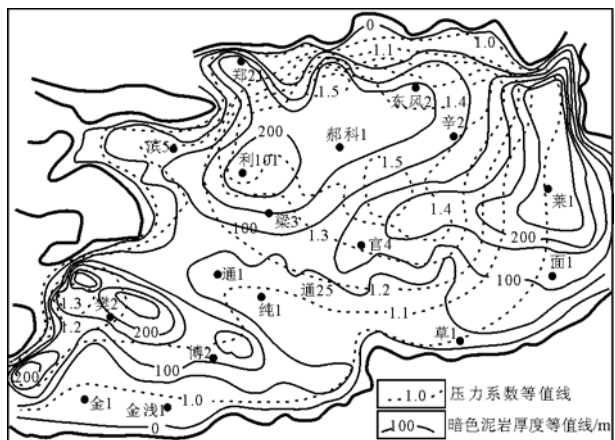 0
1.0
1.1
郑2
1.5
东风2
1.4
200
郝科1
辛2
滨5
利101
1.5
莱1
梁3
1.4
100
1.3
官4
200
通1
通25
1.2
100
面1
1.3
樊2
纯1
1.1
1.2
200
草1
博2
100
200
1.0
金1
金浅1
0
1.0 压力系数等值线
100 暗色泥岩厚度等值线/m